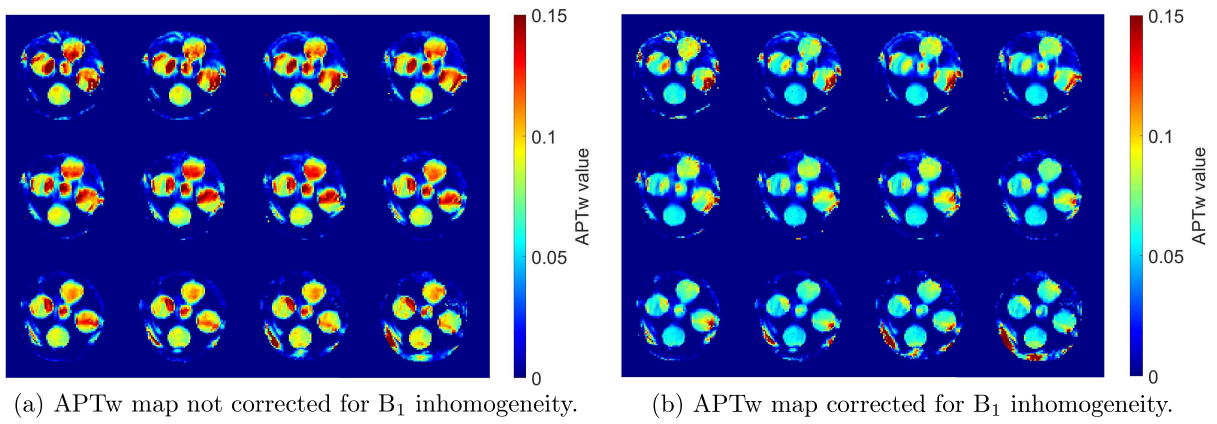 0.15
0.1
0.05
0
APTw value
0.15
0.1
0.05
0
APTw value
(a) APTw map not corrected for B₁ inhomogeneity.
(b) APTw map corrected for B₁ inhomogeneity.